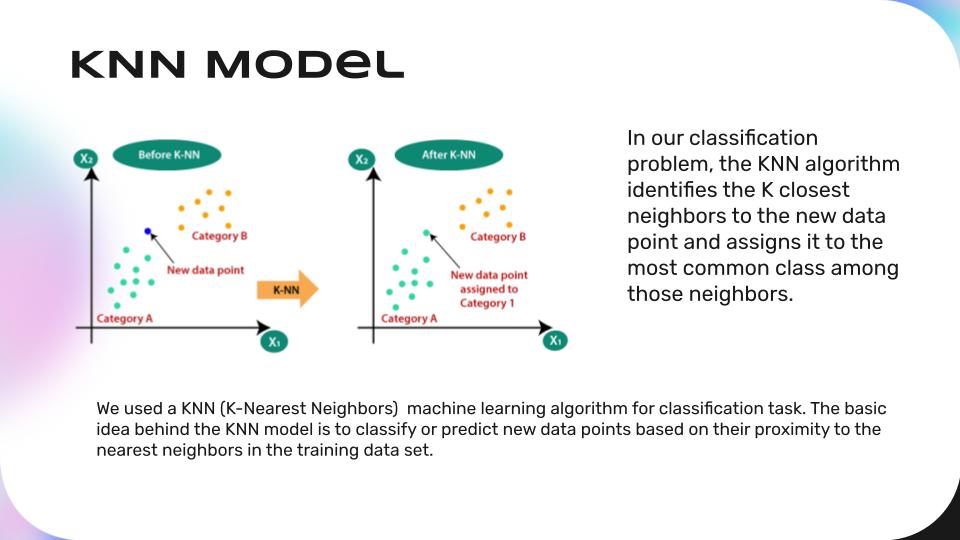 KNN Model
X₂
Before K-NN
Category B
New data point
Category A
X₁
K-NN
X₂
After K-NN
Category B
New data point
assigned to
Category 1
Category A
X₁
In our classification
problem, the KNN algorithm
identifies the K closest
neighbors to the new data
point and assigns it to the
most common class among
those neighbors.
We used a KNN (K-Nearest Neighbors) machine learning algorithm for classification task. The basic
idea behind the KNN model is to classify or predict new data points based on their proximity to the
nearest neighbors in the training data set.